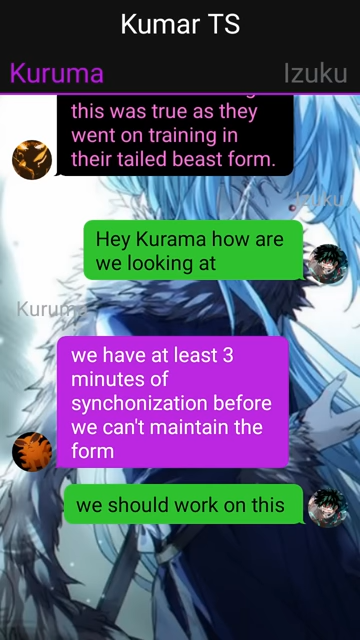 Kumar TS
Kuruma
Izuku
this was true as they
went on training in
their tailed beast form.
Izuku
Hey Kurama how are
we looking at
Kuruma
we have at least 3
minutes of
synchonization before
we can't maintain the
form
we should work on this